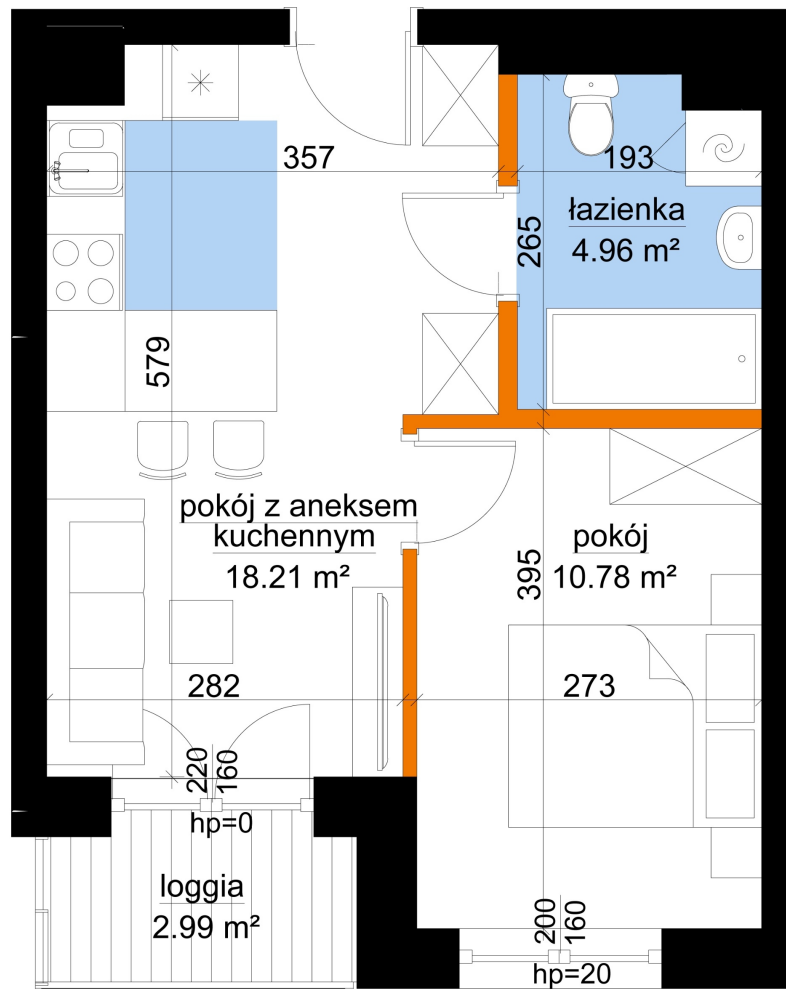 357
193
łazienka
4.96 m²
265
579
pokój z aneksem
kuchennym
18.21 m²
pokój
10.78 m²
395
282
273
220
160
hp=0
loggia
2.99 m²
200
160
hp=20